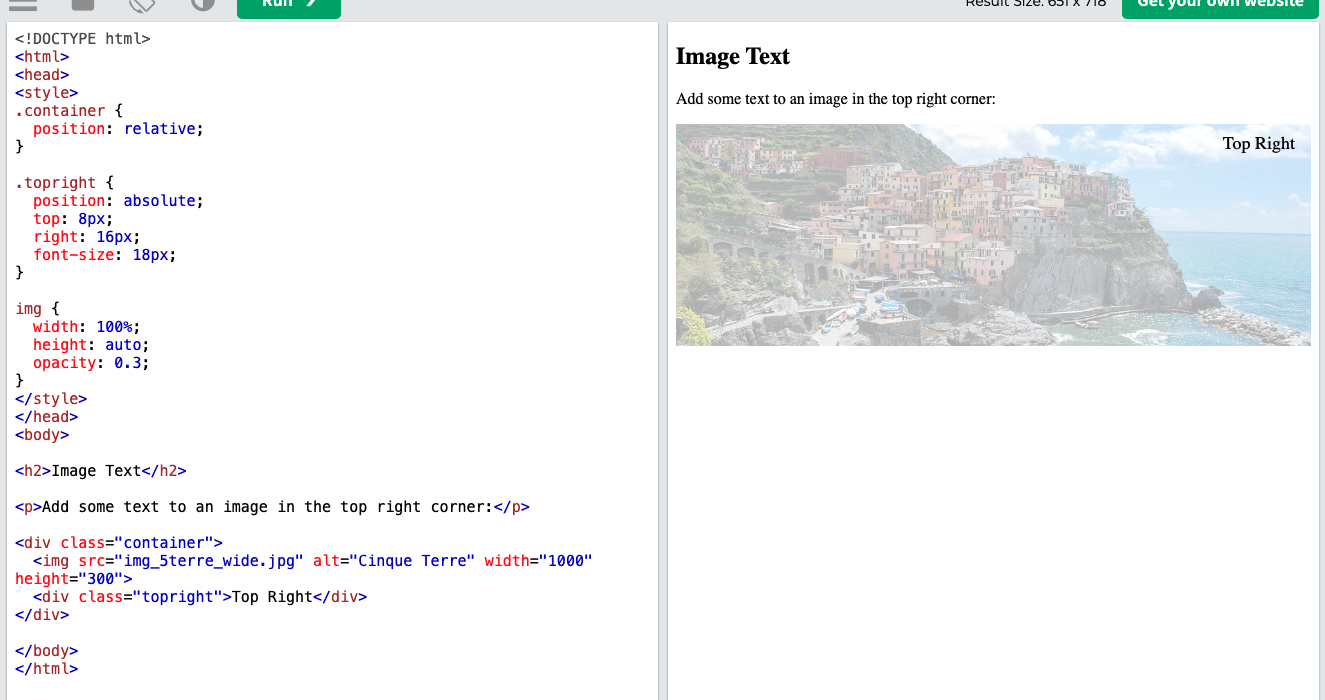 Run ❯
Result Size: 651 x 718
Get your own website
<!DOCTYPE html>
<html>
<head>
<style>
.container {
  position: relative;
}

.topright {
  position: absolute;
  top: 8px;
  right: 16px;
  font-size: 18px;
}

img {
  width: 100%;
  height: auto;
  opacity: 0.3;
}
</style>
</head>
<body>

<h2>Image Text</h2>

<p>Add some text to an image in the top right corner:</p>

<div class="container">
  <img src="img_5terre_wide.jpg" alt="Cinque Terre" width="1000"
height="300">
  <div class="topright">Top Right</div>
</div>

</body>
</html>
Image Text
Add some text to an image in the top right corner:
Top Right